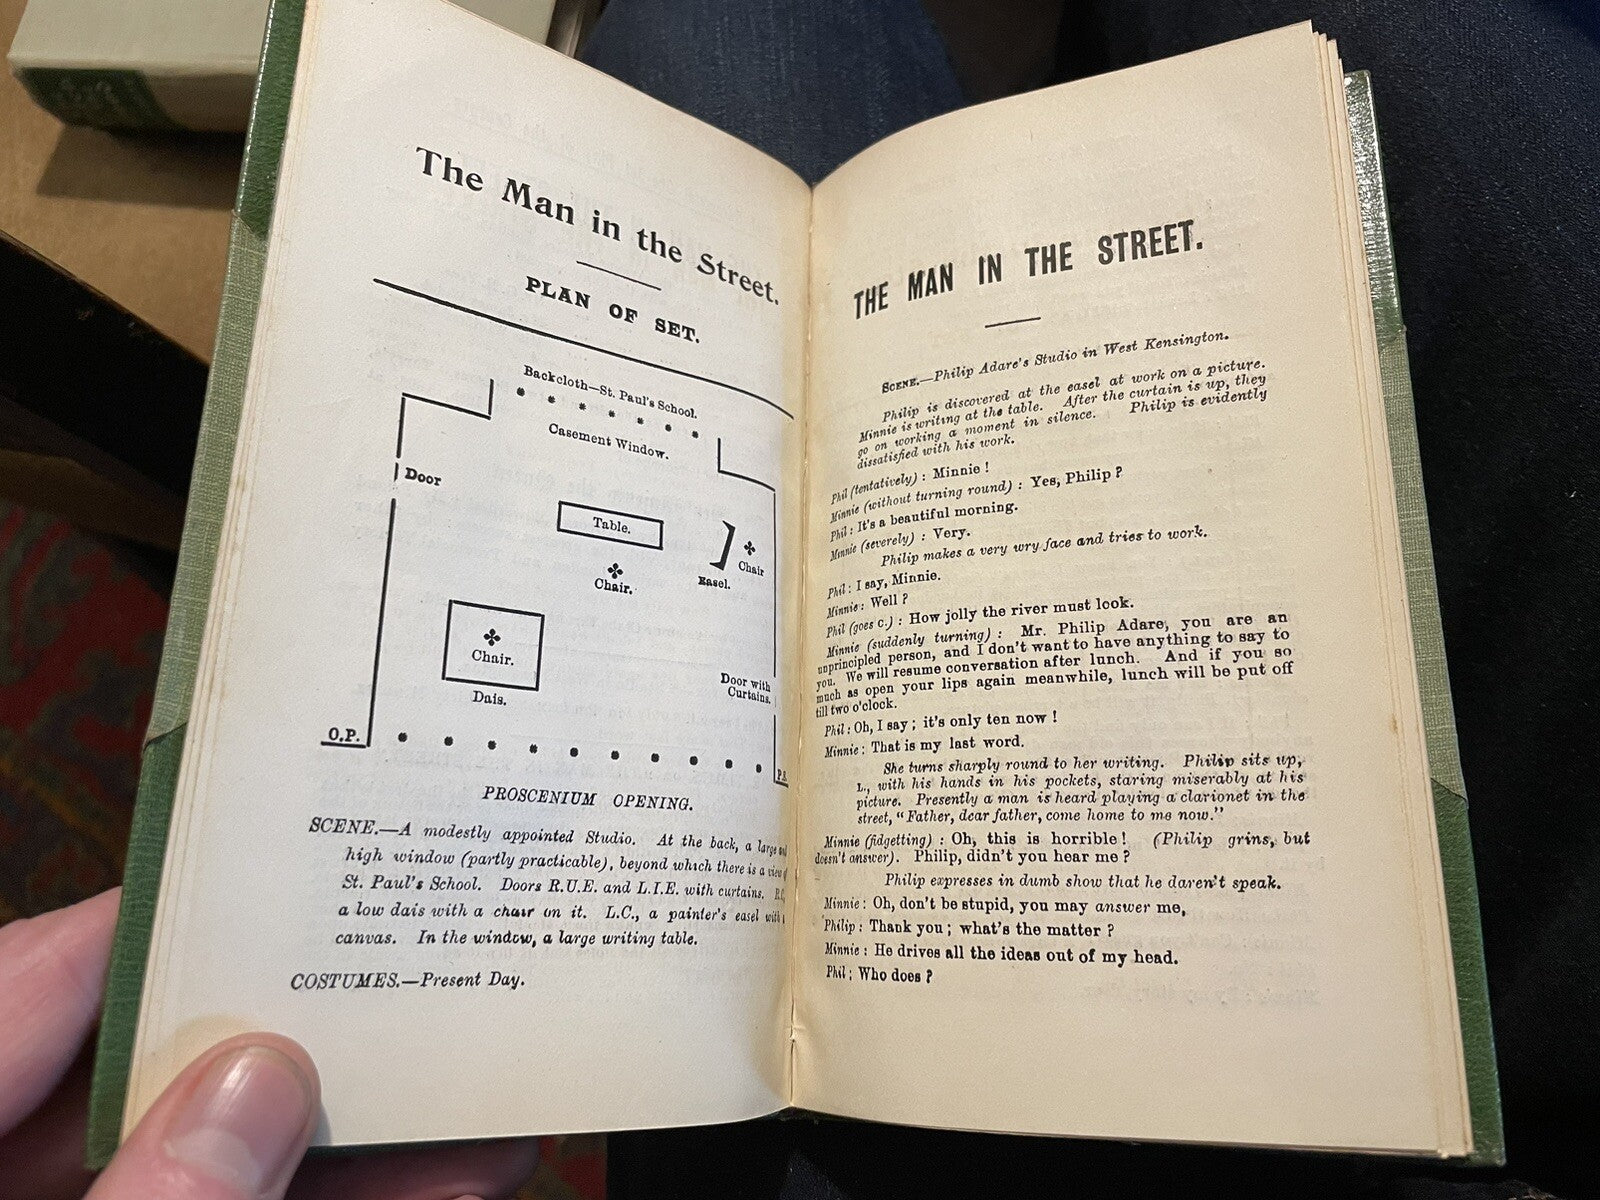 The Man in the Street.
PLAN OF SET.
Backcloth—St. Paul's School.
Casement Window.
Door
Table.
Chair.
Easel.
Chair
Chair.
Dais.
Door with
Curtains.
O.P.
P.S.
PROSCENIUM OPENING.
SCENE.—A modestly appointed Studio. At the back, a large and
high window (partly practicable), beyond which there is a view of
St. Paul's School. Doors R.U.E. and L.I.E. with curtains. R.C.,
a low dais with a chair on it. L.C., a painter's easel with a
canvas. In the window, a large writing table.
COSTUMES.—Present Day.
THE MAN IN THE STREET.
SCENE.—Philip Adare's Studio in West Kensington.
Philip is discovered at the easel at work on a picture.
Minnie is writing at the table. After the curtain is up, they
go on working a moment in silence. Philip is evidently
dissatisfied with his work.
Phil (tentatively) : Minnie !
Minnie (without turning round) : Yes, Philip ?
Phil : It's a beautiful morning.
Minnie (severely) : Very.
Philip makes a very wry face and tries to work.
Phil : I say, Minnie.
Minnie : Well ?
Phil (goes C.) : How jolly the river must look.
Minnie (suddenly turning) : Mr. Philip Adare, you are an
unprincipled person, and I don't want to have anything to say to
you. We will resume conversation after lunch. And if you so
much as open your lips again meanwhile, lunch will be put off
till two o'clock.
Phil : Oh, I say ; it's only ten now !
Minnie : That is my last word.
She turns sharply round to her writing. Philip sits up,
L., with his hands in his pockets, staring miserably at his
picture. Presently a man is heard playing a clarionet in the
street, "Father, dear father, come home to me now."
Minnie (fidgetting) : Oh, this is horrible ! (Philip grins, but
doesn't answer). Philip, didn't you hear me ?
Philip expresses in dumb show that he daren't speak.
Minnie : Oh, don't be stupid, you may answer me,
Philip : Thank you ; what's the matter ?
Minnie : He drives all the ideas out of my head.
Phil : Who does ?